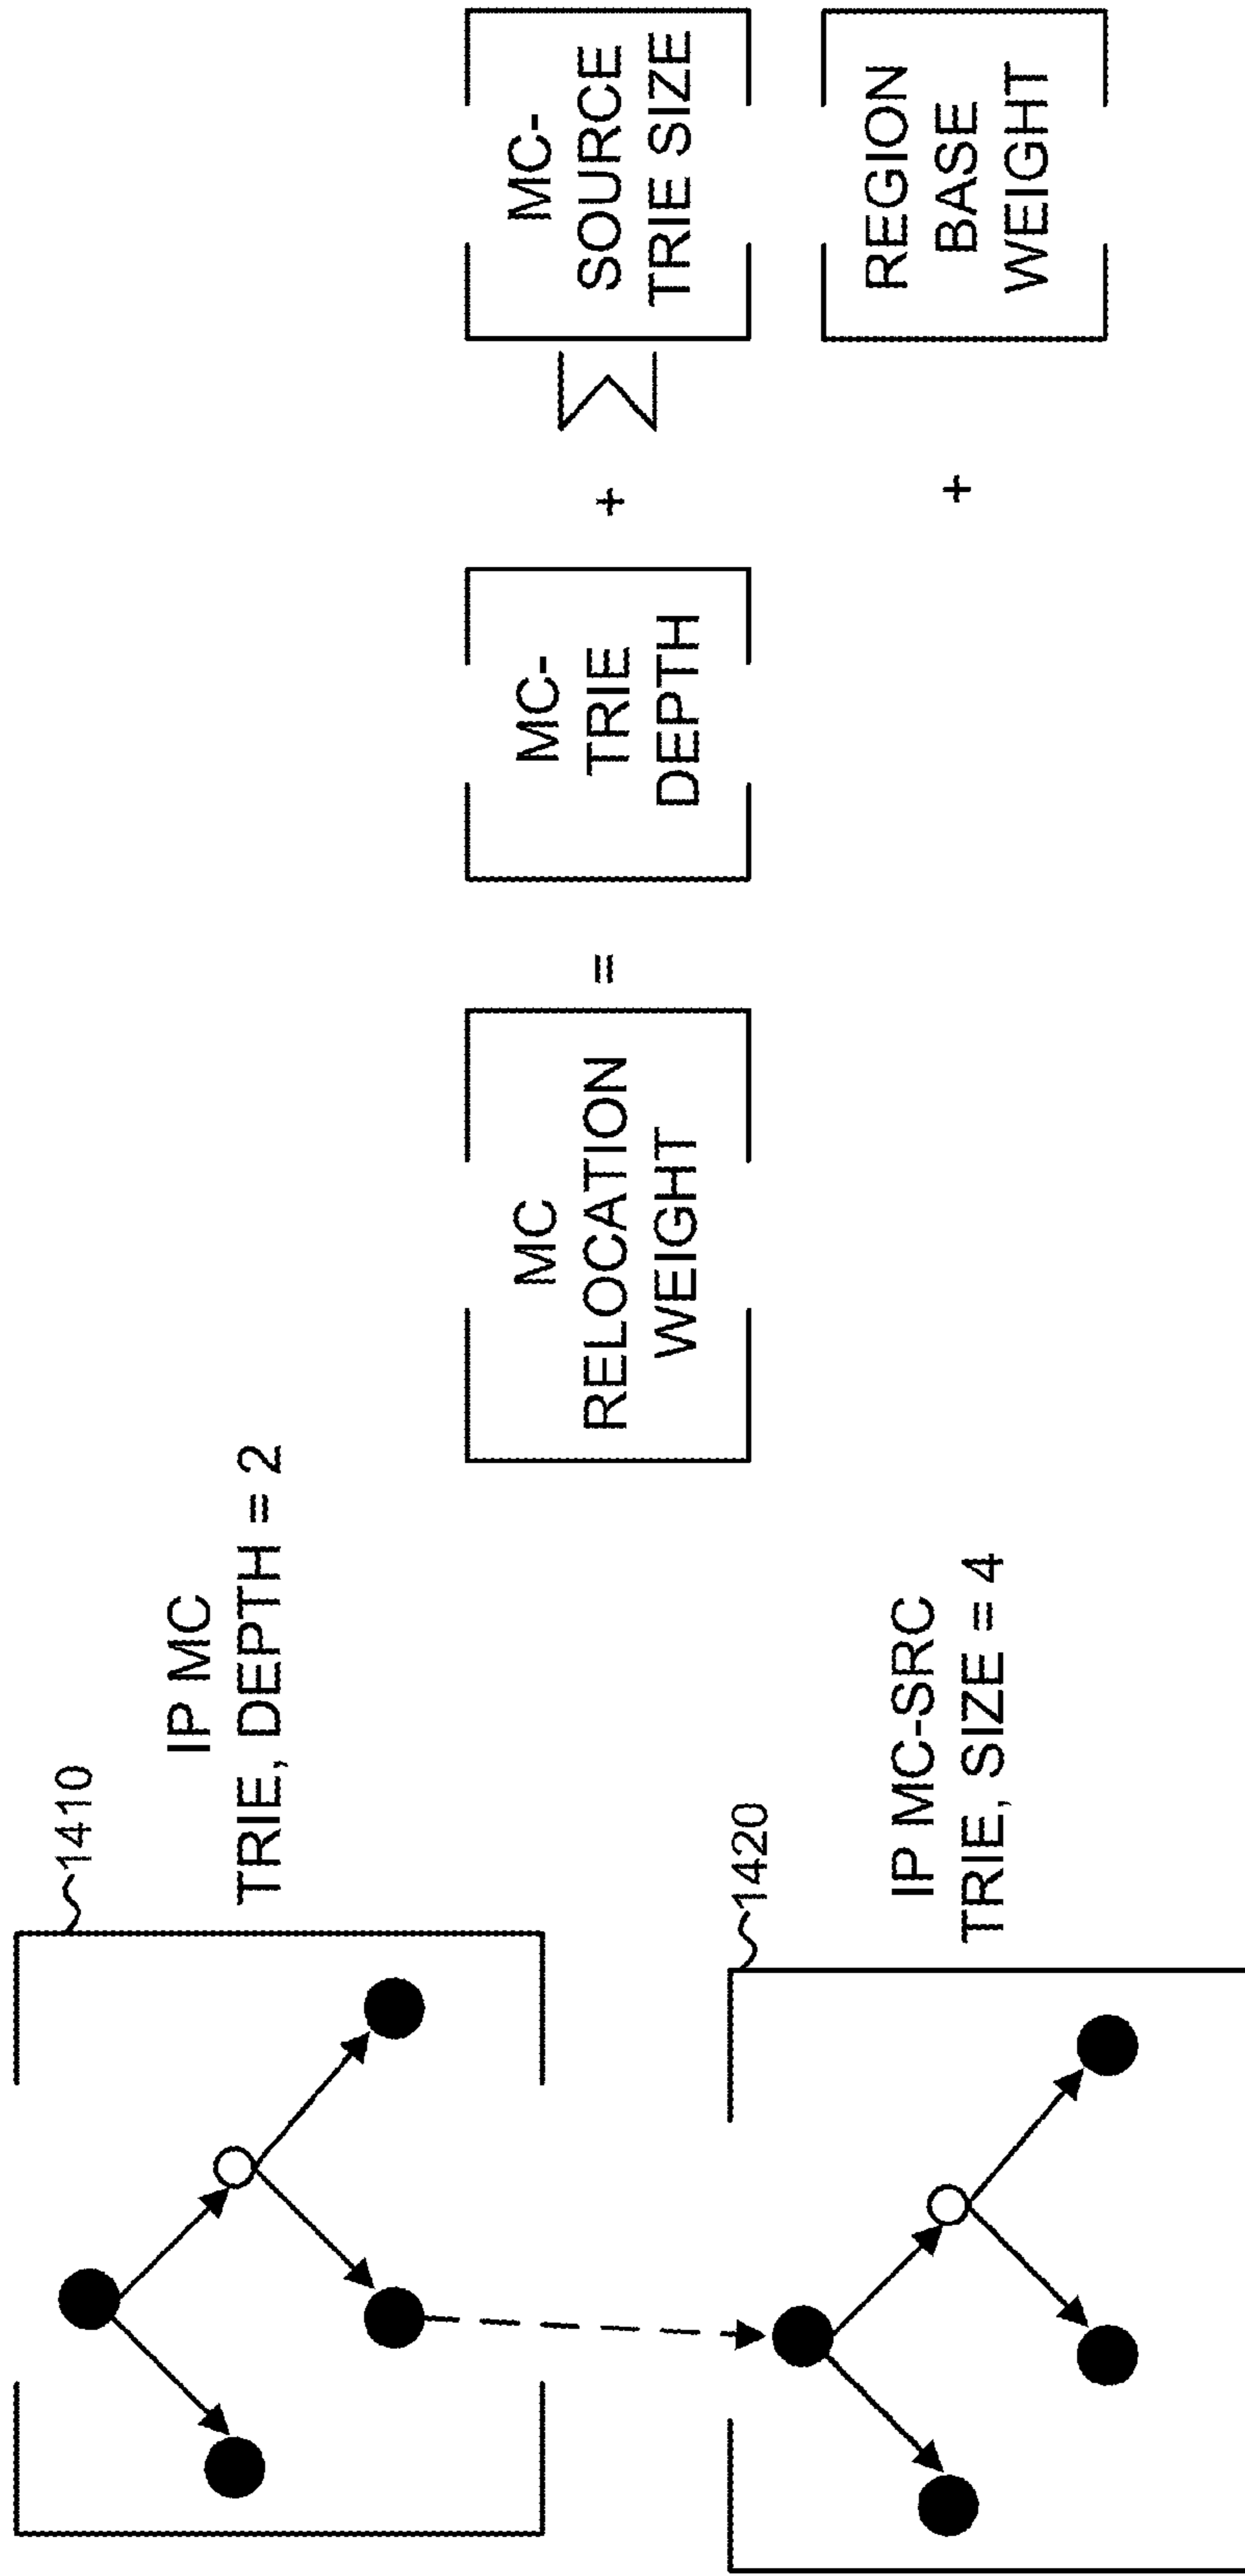 1410
IP MC
TRIE, DEPTH = 2
1420
IP MC-SRC
TRIE, SIZE = 4
MC
RELOCATION
WEIGHT
=
MC-
TRIE
DEPTH
+
Σ
MC-
SOURCE
TRIE SIZE
+
REGION
BASE
WEIGHT